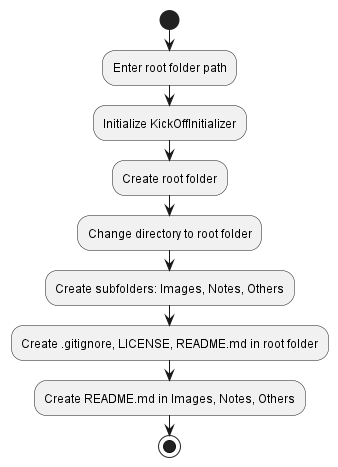 Enter root folder path
Initialize KickOffInitializer
Create root folder
Change directory to root folder
Create subfolders: Images, Notes, Others
Create .gitignore, LICENSE, README.md in root folder
Create README.md in Images, Notes, Others